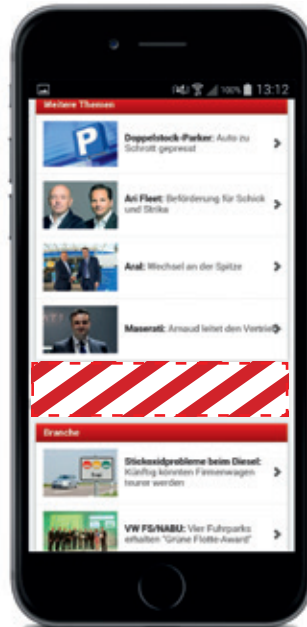 100% 13:12
Weitere Themen
P
Doppelstock-Parker: Auto zu
Schrott gepresst
Ari Fleet: Beförderung für Schick
und Strika
Aral: Wechsel an der Spitze
Maserati: Arnaud leitet den Vertrieb
Branche
Stickoxidprobleme beim Diesel:
Künftig könnten Firmenwagen
teurer werden
VW FS/NABU: Vier Fuhrparks
erhalten "Grüne Flotte-Award"